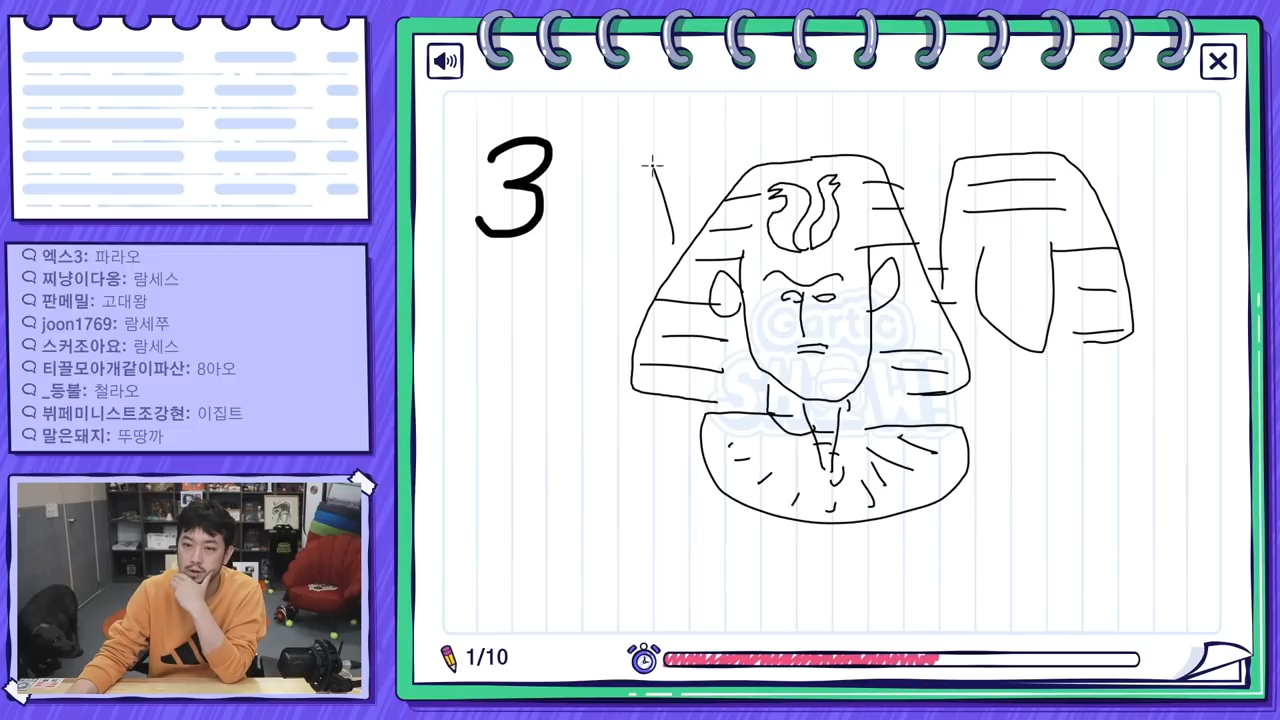 엑스3: 파라오
찌냥이다옹: 람세스
판메밀: 고대왕
joon1769: 람세쭈
스커조아요: 람세스
티끌모아개같이파산: 8아오
_등불: 철라오
뷔페미니스트조강현: 이집트
말은돼지: 뚜땅까
3
Gartic
SHOW!
1/10